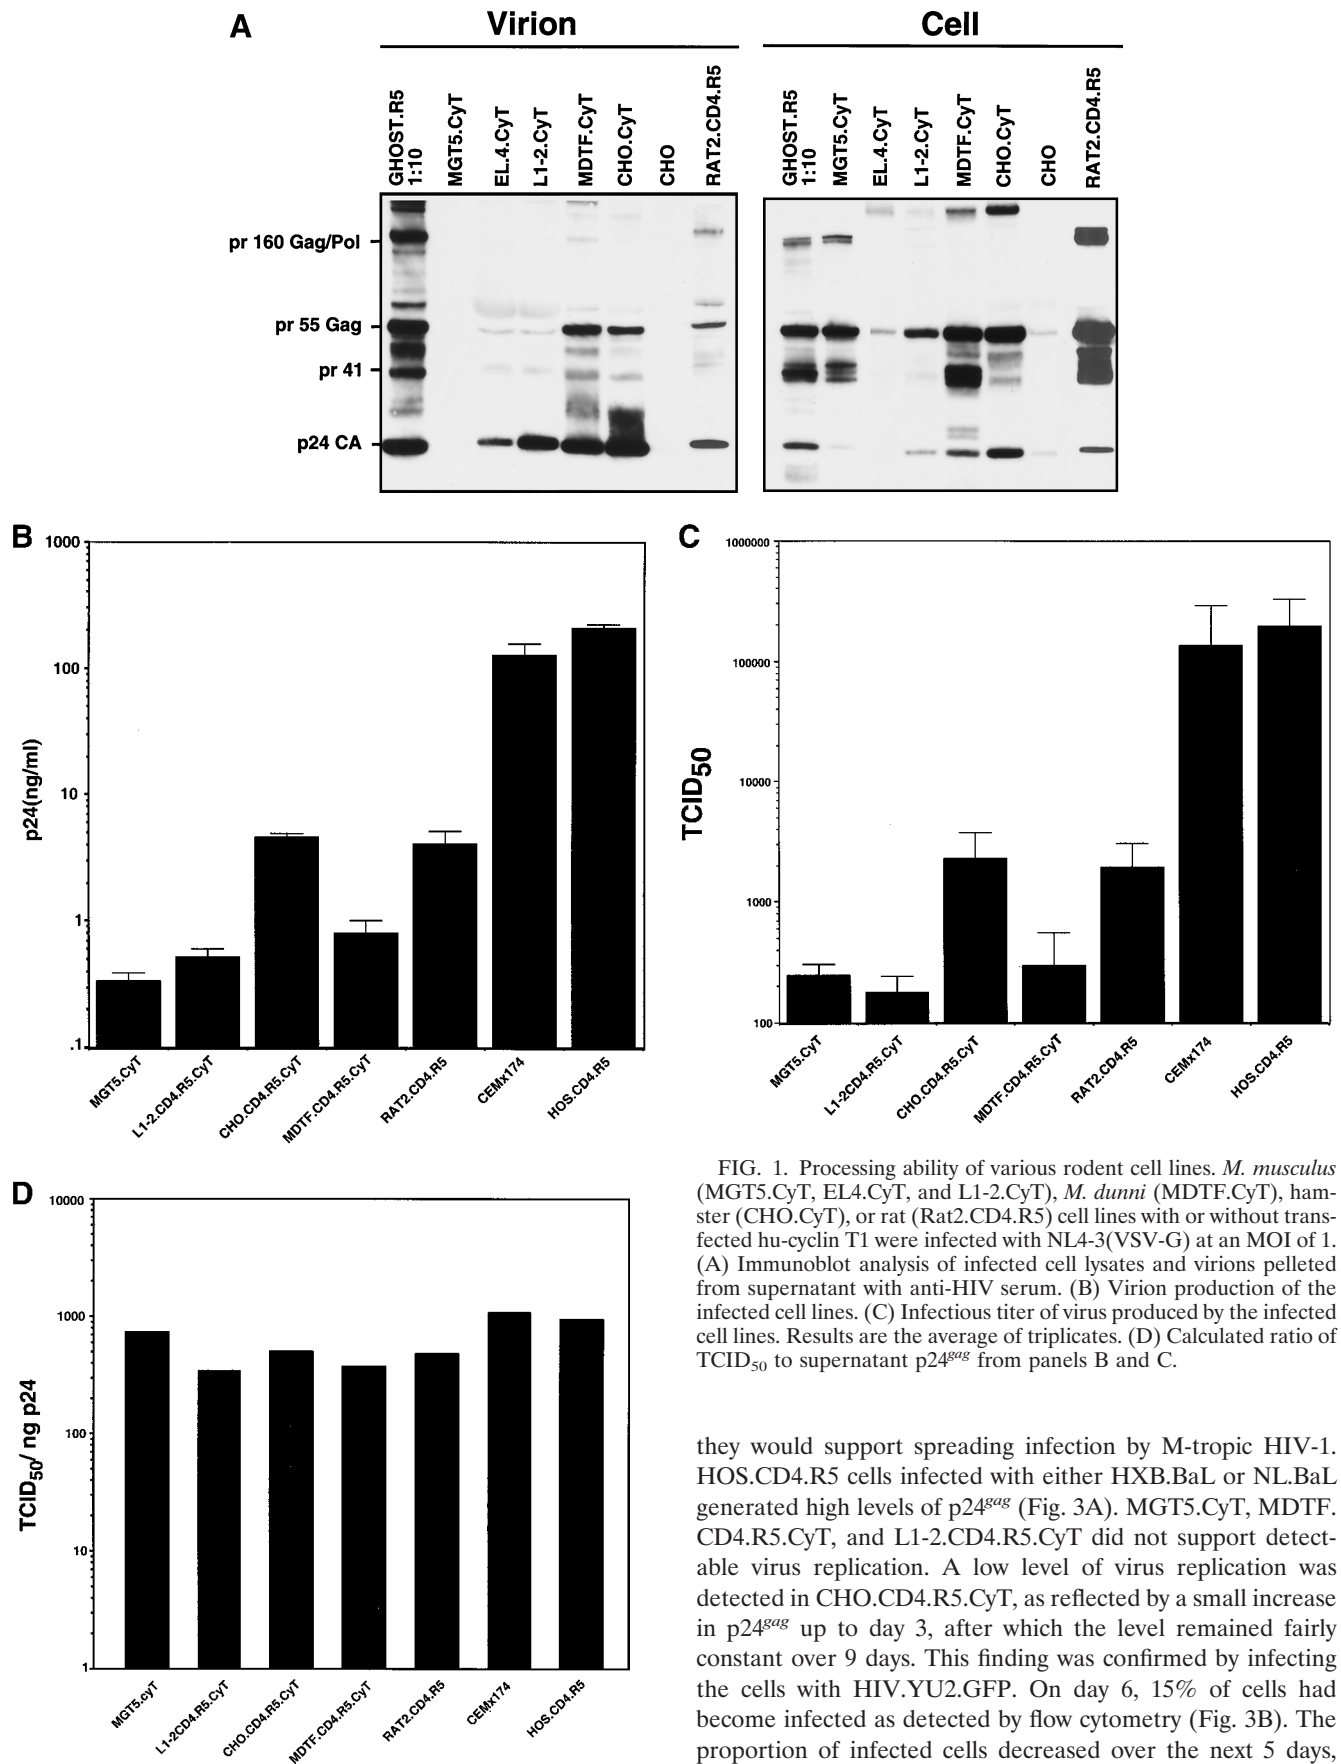 A
Virion
Cell
GHOST.R5
1:10
MGT5.CyT
EL.4.CyT
L1-2.CyT
MDTF.CyT
CHO.CyT
CHO
RAT2.CD4.R5
GHOST.R5
1:10
MGT5.CyT
EL.4.CyT
L1-2.CyT
MDTF.CyT
CHO.CyT
CHO
RAT2.CD4.R5
pr 160 Gag/Pol
pr 55 Gag
pr 41
p24 CA
B
1000
100
10
1
.1
p24(ng/ml)
MGT5.CyT
L1-2.CD4.R5.CyT
CHO.CD4.R5.CyT
MDTF.CD4.R5.CyT
RAT2.CD4.R5
CEMx174
HOS.CD4.R5
C
1000000
100000
10000
1000
100
TCID50
MGT5.CyT
L1-2CD4.R5.CyT
CHO.CD4.R5.CyT
MDTF.CD4.R5.CyT
RAT2.CD4.R5
CEMx174
HOS.CD4.R5
D
10000
1000
100
10
1
TCID50/ ng p24
MGT5.cyT
L1-2CD4.R5.CyT
CHO.CD4.R5.CyT
MDTF.CD4.R5.CyT
RAT2.CD4.R5
CEMx174
HOS.CD4.R5
FIG. 1. Processing ability of various rodent cell lines. M. musculus
(MGT5.CyT, EL4.CyT, and L1-2.CyT), M. dunni (MDTF.CyT), ham-
ster (CHO.CyT), or rat (Rat2.CD4.R5) cell lines with or without trans-
fected hu-cyclin T1 were infected with NL4-3(VSV-G) at an MOI of 1.
(A) Immunoblot analysis of infected cell lysates and virions pelleted
from supernatant with anti-HIV serum. (B) Virion production of the
infected cell lines. (C) Infectious titer of virus produced by the infected
cell lines. Results are the average of triplicates. (D) Calculated ratio of
TCID50 to supernatant p24gag from panels B and C.
they would support spreading infection by M-tropic HIV-1.
HOS.CD4.R5 cells infected with either HXB.BaL or NL.BaL
generated high levels of p24gag (Fig. 3A). MGT5.CyT, MDTF.
CD4.R5.CyT, and L1-2.CD4.R5.CyT did not support detect-
able virus replication. A low level of virus replication was
detected in CHO.CD4.R5.CyT, as reflected by a small increase
in p24gag up to day 3, after which the level remained fairly
constant over 9 days. This finding was confirmed by infecting
the cells with HIV.YU2.GFP. On day 6, 15% of cells had
become infected as detected by flow cytometry (Fig. 3B). The
proportion of infected cells decreased over the next 5 days,